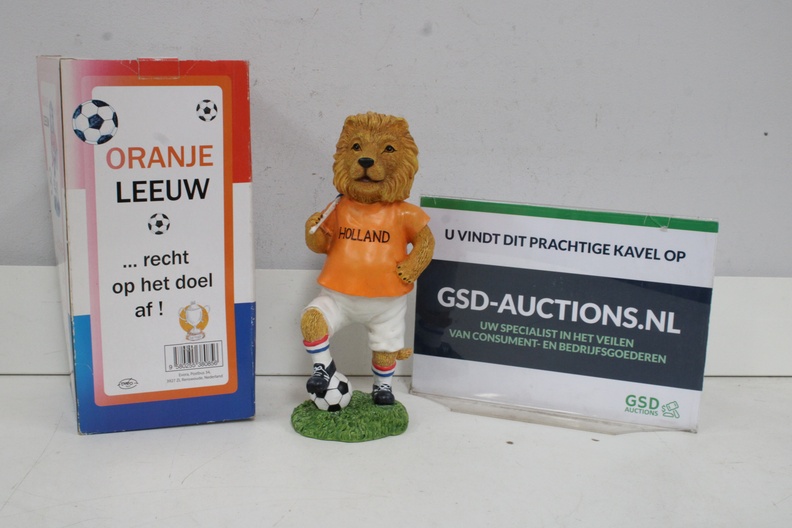 ORANJE
LEEUW
... recht
op het doel
af !
HOLLAND
U VINDT DIT PRACHTIGE KAVEL OP
GSD-AUCTIONS.NL
UW SPECIALIST IN HET VEILEN
VAN CONSUMENT- EN BEDRIJFSGOEDEREN
GSD
AUCTIONS